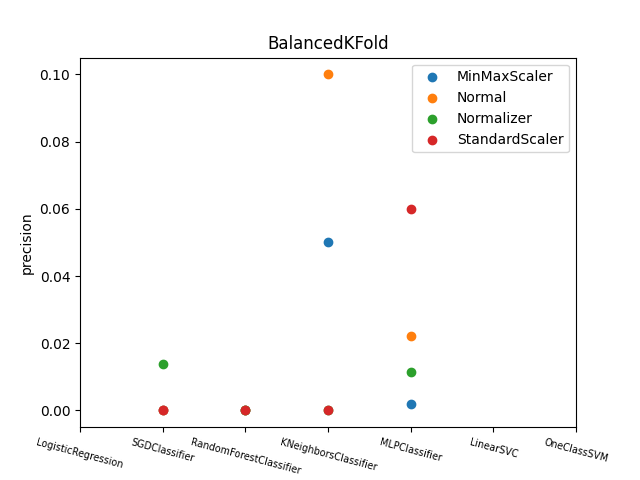 BalancedKFold
MinMaxScaler
Normal
Normalizer
StandardScaler
precision
0.10
0.08
0.06
0.04
0.02
0.00
LogisticRegression
SGDClassifier
RandomForestClassifier
KNeighborsClassifier
MLPClassifier
LinearSVC
OneClassSVM